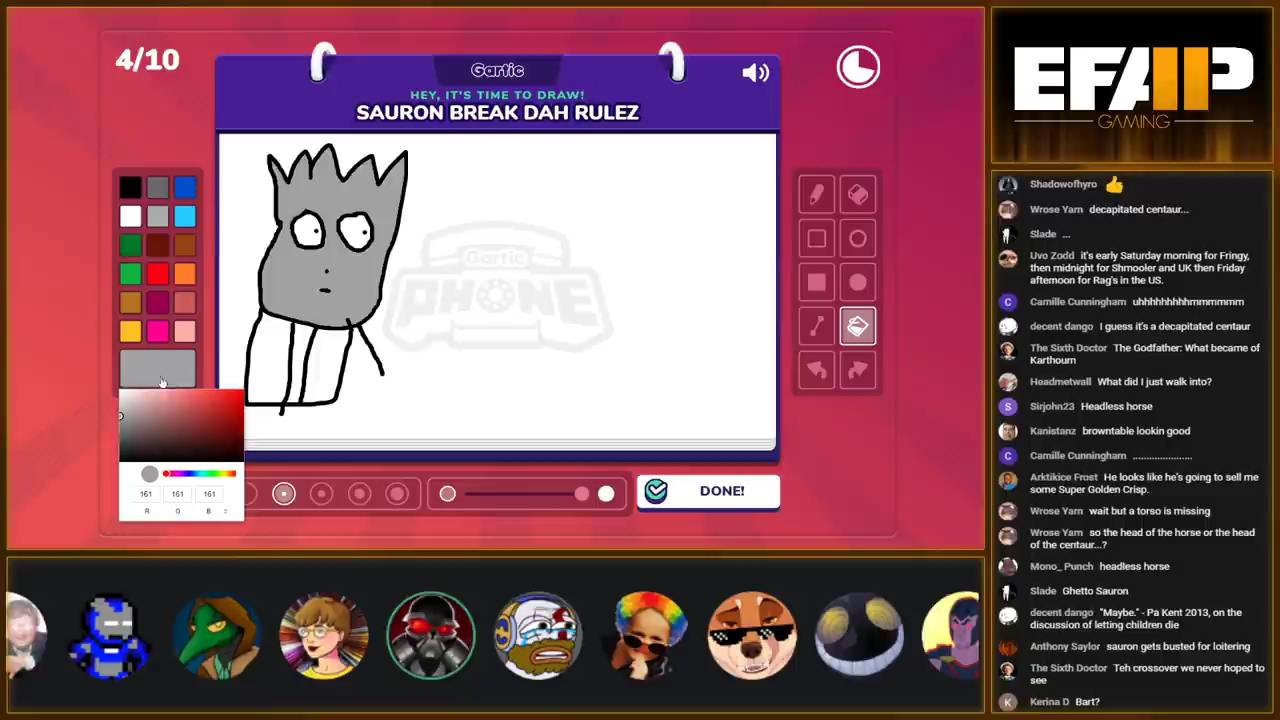 4/10
Gartic
HEY, IT'S TIME TO DRAW!
SAURON BREAK DAH RULEZ
Gartic
PHONE
161 161 161
R G B
DONE!
EFAP
GAMING
Shadowofhyro
Wrose Yarn decapitated centaur...
Slade ...
Uvo Zodd it's early Saturday morning for Fringy,
then midnight for Shmooler and UK then Friday
afternoon for Rag's in the US.
Camille Cunningham uhhhhhhhhmmmmmm
decent dango I guess it's a decapitated centaur
The Sixth Doctor The Godfather: What became of
Karthourn
Headmetwall What did I just walk into?
Sirjohn23 Headless horse
Kanistanz browntable lookin good
Camille Cunningham ......................
Arktikice Frost He looks like he's going to sell me
some Super Golden Crisp.
Wrose Yarn wait but a torso is missing
Wrose Yarn so the head of the horse or the head
of the centaur...?
Mono_Punch headless horse
Slade Ghetto Sauron
decent dango "Maybe." - Pa Kent 2013, on the
discussion of letting children die
Anthony Saylor sauron gets busted for loitering
The Sixth Doctor Teh crossover we never hoped to
see
Kerina D Bart?